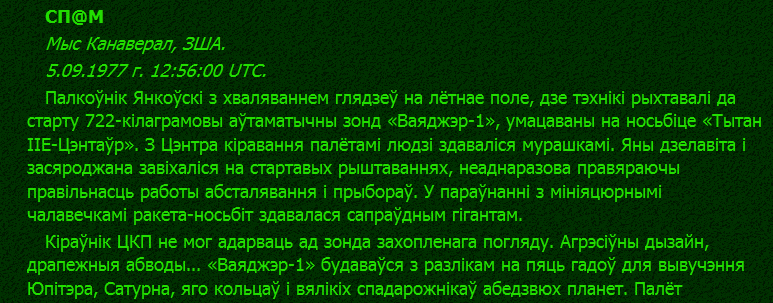 СП@М
Мыс Канаверал, ЗША.
5.09.1977 г. 12:56:00 UTC.
Палкоўнік Янкоўскі з хваляваннем глядзеў на лётнае поле, дзе тэхнікі рыхтавалі да
старту 722-кілаграмовы аўтаматычны зонд «Ваяджэр-1», умацаваны на носьбіце «Тытан
IIIE-Цэнтаўр». З Цэнтра кіравання палётамі людзі здаваліся мурашкамі. Яны дзелавіта і
засяроджана завіхаліся на стартавых рыштаваннях, неаднаразова правяраючы
правільнасць работы абсталявання і прыбораў. У параўнанні з мініяцюрнымі
чалавечкамі ракета-носьбіт здавалася сапраўдным гігантам.
Кіраўнік ЦКП не мог адарваць ад зонда захопленага погляду. Агрэсіўны дызайн,
драпежныя абводы... «Ваяджэр-1» будаваўся з разлікам на пяць гадоў для вывучэння
Юпітэра, Сатурна, яго кольцаў і вялікіх спадарожнікаў абедзвюх планет. Палёт